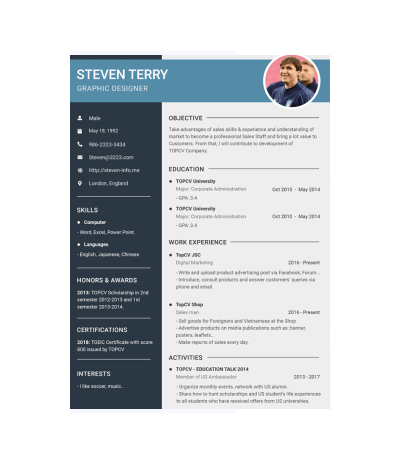 STEVEN TERRY
GRAPHIC DESIGNER
Male
May 19, 1992
986-2323-3434
Steven@3223.com
Http://steven-info.me
London, England
SKILLS
Computer
- Word, Excel, Power Point
Languages
- English, Japanese, Chinese
HONORS & AWARDS
2013: TOPCV Scholarship in 2nd
semester 2012-2013 and 1st
semester 2013-2014.
CERTIFICATIONS
2018: TOEIC Certificate with score
800 issued by TOPCV
INTERESTS
- I like soccer, music.
OBJECTIVE
Take advantages of sales skills & experience and understanding of
market to become a professional Sales Staff and bring a lot value to
Customers. From that, I will contribute to development of
TOPCV Company.
EDUCATION
TOPCV University
Major: Corporate Administration Oct 2010 - May 2014
- GPA: 3.4
TOPCV University
Major: Corporate Administration Oct 2010 - May 2014
- GPA: 3.4
WORK EXPERIENCE
TopCV JSC
Digital Marketing 2016 - Present
- Write and upload product advertising post via Facebook, Forum...
- Introduce, consult products and answer customers' queries via
phone and email.
TopCv Shop
Sales man 2016 - Present
- Sell goods for Foreigners and Vietnamese at the Shop
- Advertise products on media publications such as: banner,
posters, leaflets,..
- Make reports of sales every day.
ACTIVITIES
TOPCV - EDUCATION TALK 2014
Member of US Ambassador 2013 - 2017
- Organize monthly events, network with US alumni.
- Share how to hunt scholarships and US university life experiences
to all students who have received offers from US universities.